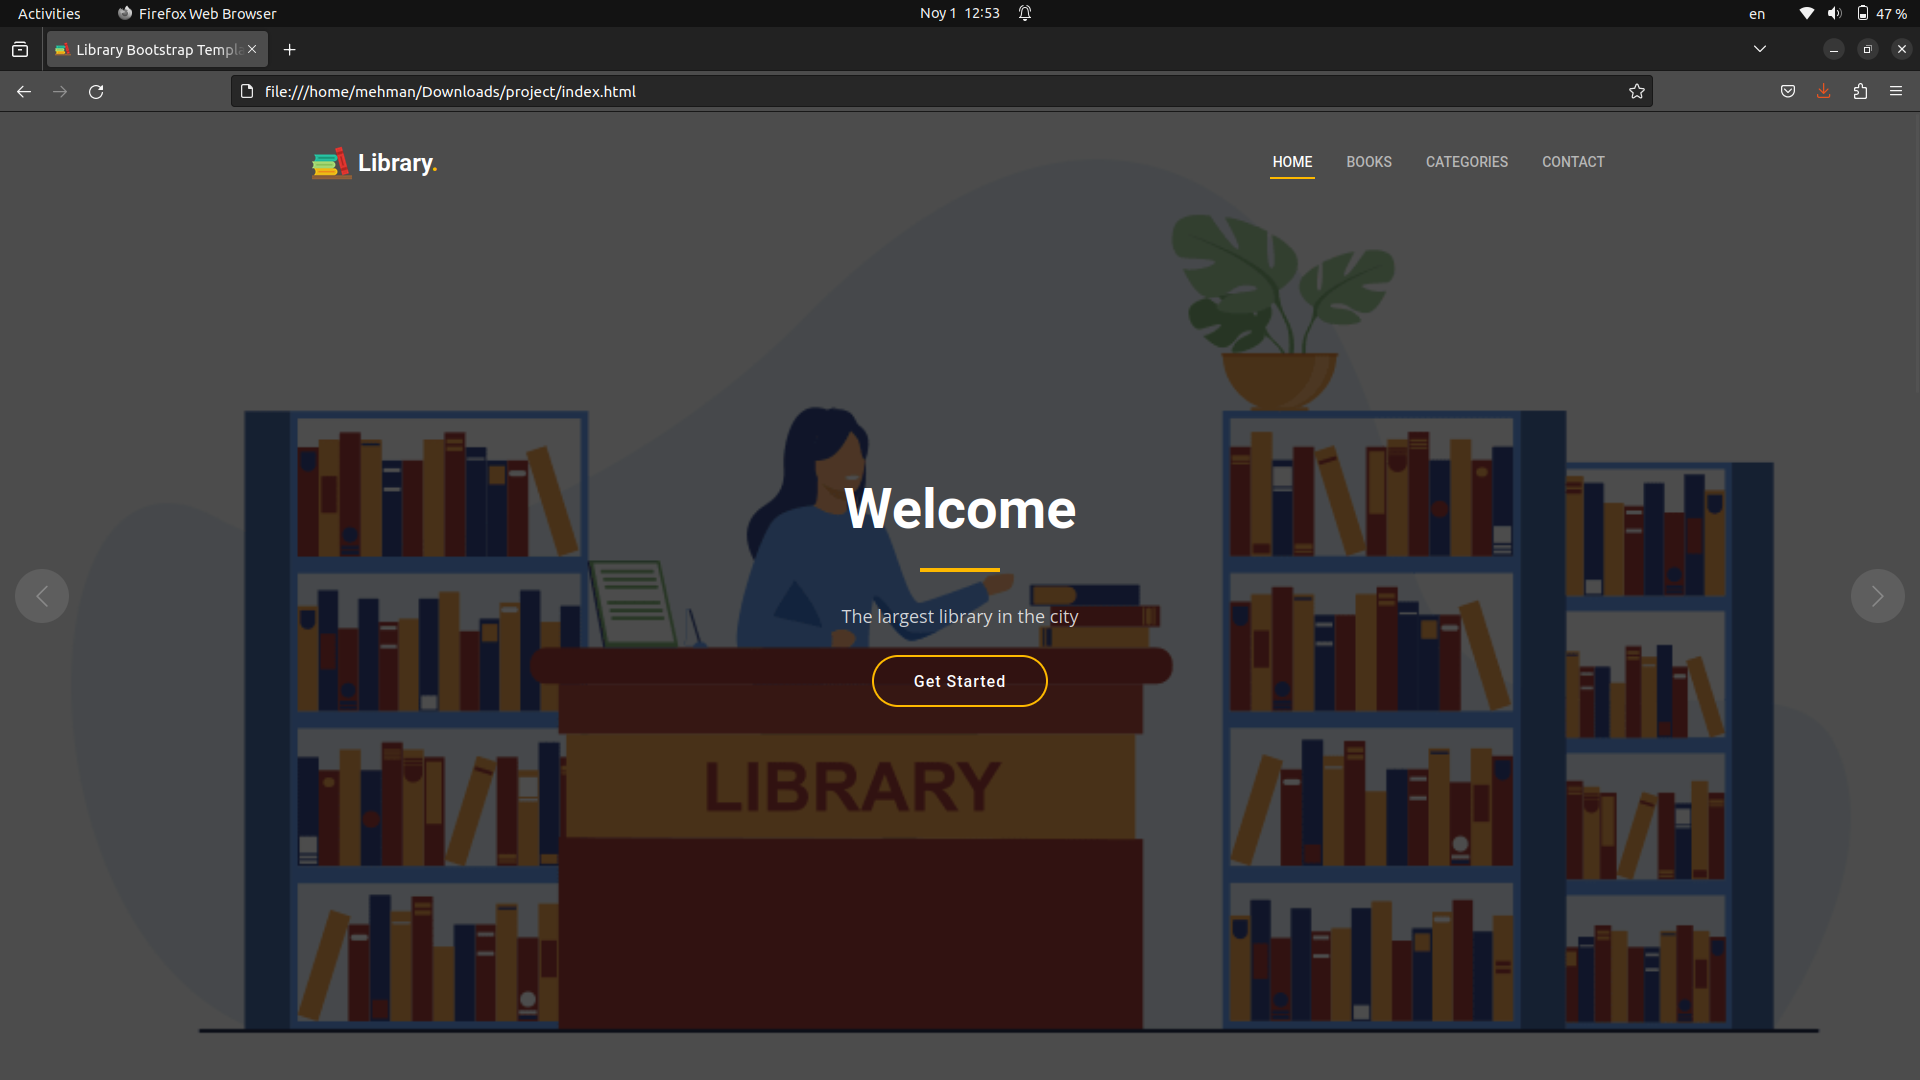 Activities
Firefox Web Browser
Noy 1 12:53
en
47 %
Library Bootstrap Templa
file:///home/mehman/Downloads/project/index.html
Library.
HOME
BOOKS
CATEGORIES
CONTACT
Welcome
The largest library in the city
Get Started
LIBRARY